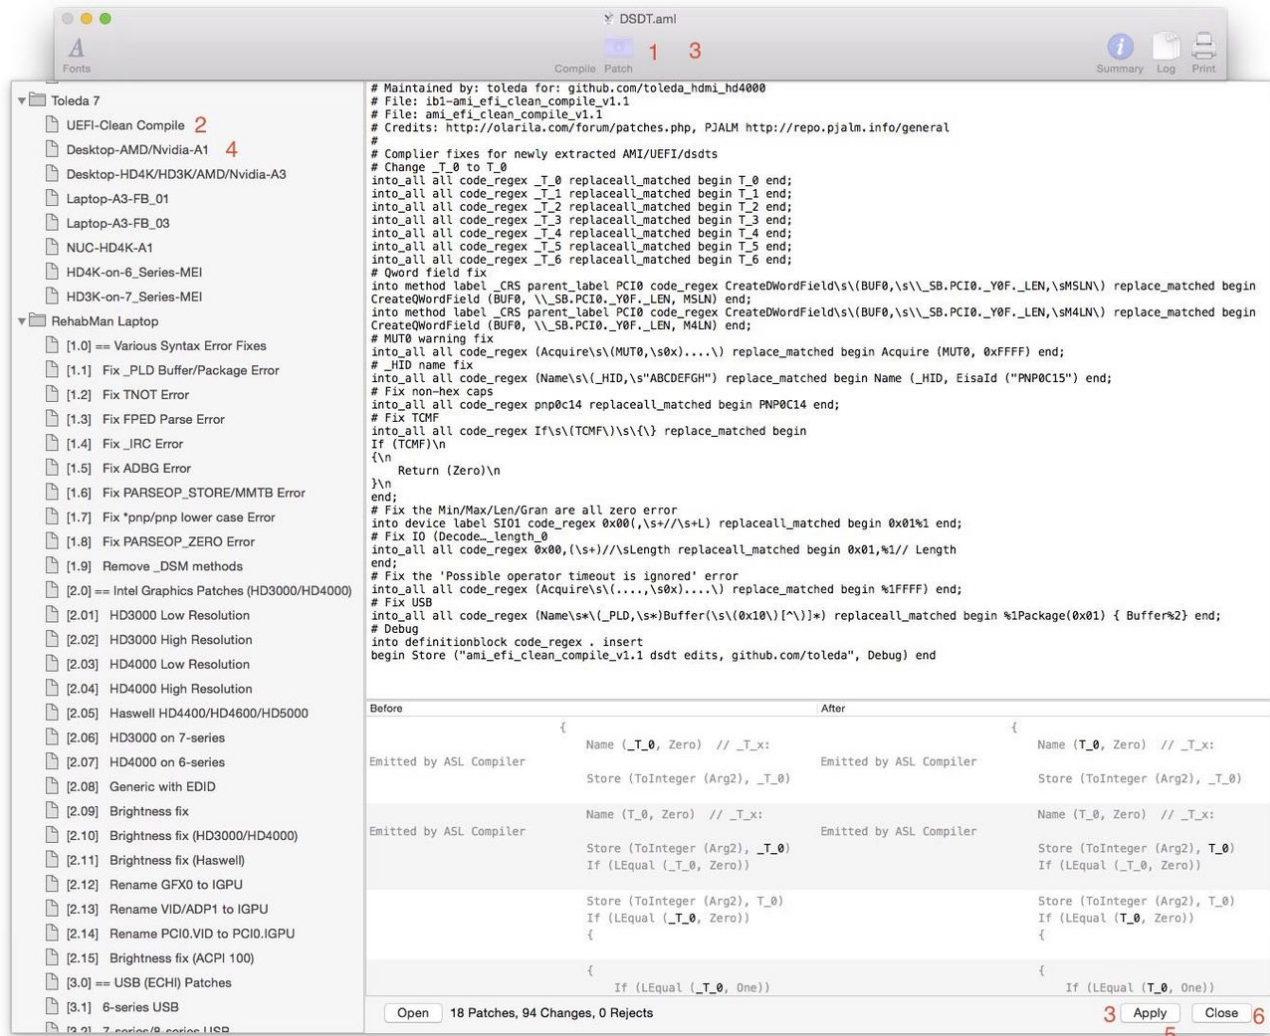 DSDT.aml
Fonts
Compile Patch 1 3
Summary Log Print
Toleda 7
UEFI-Clean Compile 2
Desktop-AMD/Nvidia-A1 4
Desktop-HD4K/HD3K/AMD/Nvidia-A3
Laptop-A3-FB_01
Laptop-A3-FB_03
NUC-HD4K-A1
HD4K-on-6_Series-MEI
HD3K-on-7_Series-MEI
RehabMan Laptop
[1.0] == Various Syntax Error Fixes
[1.1] Fix _PLD Buffer/Package Error
[1.2] Fix TNOT Error
[1.3] Fix FPED Parse Error
[1.4] Fix _IRC Error
[1.5] Fix ADBG Error
[1.6] Fix PARSEOP_STORE/MMTB Error
[1.7] Fix *pnp/pnp lower case Error
[1.8] Fix PARSEOP_ZERO Error
[1.9] Remove _DSM methods
[2.0] == Intel Graphics Patches (HD3000/HD4000)
[2.01] HD3000 Low Resolution
[2.02] HD3000 High Resolution
[2.03] HD4000 Low Resolution
[2.04] HD4000 High Resolution
[2.05] Haswell HD4400/HD4600/HD5000
[2.06] HD3000 on 7-series
[2.07] HD4000 on 6-series
[2.08] Generic with EDID
[2.09] Brightness fix
[2.10] Brightness fix (HD3000/HD4000)
[2.11] Brightness fix (Haswell)
[2.12] Rename GFX0 to IGPU
[2.13] Rename VID/ADP1 to IGPU
[2.14] Rename PCI0.VID to PCI0.IGPU
[2.15] Brightness fix (ACPI 100)
[3.0] == USB (ECHI) Patches
[3.1] 6-series USB
[3.2] 7-series/8-series USB
# Maintained by: toleda for: github.com/toleda_hdmi_hd4000
# File: ib1-ami_efi_clean_compile_v1.1
# File: ami_efi_clean_compile_v1.1
# Credits: http://olarila.com/forum/patches.php, PJALM http://repo.pjalm.info/general
#
# Complier fixes for newly extracted AMI/UEFI/dsdts
# Change _T_0 to T_0
into_all all code_regex _T_0 replaceall_matched begin T_0 end;
into_all all code_regex _T_1 replaceall_matched begin T_1 end;
into_all all code_regex _T_2 replaceall_matched begin T_2 end;
into_all all code_regex _T_3 replaceall_matched begin T_3 end;
into_all all code_regex _T_4 replaceall_matched begin T_4 end;
into_all all code_regex _T_5 replaceall_matched begin T_5 end;
into_all all code_regex _T_6 replaceall_matched begin T_6 end;
# Qword field fix
into method label _CRS parent_label PCI0 code_regex CreateDWordField\s\(BUF0,\s\\_SB.PCI0._Y0F._LEN,\sMSLN\) replace_matched begin
CreateQWordField (BUF0, \\_SB.PCI0._Y0F._LEN, MSLN) end;
into method label _CRS parent_label PCI0 code_regex CreateDWordField\s\(BUF0,\s\\_SB.PCI0._Y0F._LEN,\sM4LN\) replace_matched begin
CreateQWordField (BUF0, \\_SB.PCI0._Y0F._LEN, M4LN) end;
# MUT0 warning fix
into_all all code_regex (Acquire\s\(MUT0,\s0x)....\) replace_matched begin Acquire (MUT0, 0xFFFF) end;
# _HID name fix
into_all all code_regex (Name\s\(_HID,\s"ABCDEFGH") replace_matched begin Name (_HID, EisaId ("PNP0C15") end;
# Fix non-hex caps
into_all all code_regex pnp0c14 replaceall_matched begin PNP0C14 end;
# Fix TCMF
into_all all code_regex If\s\(TCMF\)\s\{\} replace_matched begin
If (TCMF)\n
{\n
Return (Zero)\n
}\n
end;
# Fix the Min/Max/Len/Gran are all zero error
into device label SIO1 code_regex 0x00(,\s+//\s+L) replaceall_matched begin 0x01%1 end;
# Fix IO (Decode…_length_0
into_all all code_regex 0x00,(\s+)//\sLength replaceall_matched begin 0x01,%1// Length
end;
# Fix the 'Possible operator timeout is ignored' error
into_all all code_regex (Acquire\s\(....,\s0x)....\) replace_matched begin %1FFFF) end;
# Fix USB
into_all all code_regex (Name\s*\(_PLD,\s*)Buffer(\s\(0x10\)[^\)]*) replaceall_matched begin %1Package(0x01) { Buffer%2} end;
# Debug
into definitionblock code_regex . insert
begin Store ("ami_efi_clean_compile_v1.1 dsdt edits, github.com/toleda", Debug) end
Before After
{ {
Name (_T_0, Zero) // _T_x: Name (T_0, Zero) // _T_x:
Emitted by ASL Compiler Emitted by ASL Compiler
Store (ToInteger (Arg2), _T_0) Store (ToInteger (Arg2), _T_0)
Name (T_0, Zero) // _T_x: Name (T_0, Zero) // _T_x:
Emitted by ASL Compiler Emitted by ASL Compiler
Store (ToInteger (Arg2), _T_0) Store (ToInteger (Arg2), T_0)
If (LEqual (_T_0, Zero)) If (LEqual (_T_0, Zero))
Store (ToInteger (Arg2), T_0) Store (ToInteger (Arg2), T_0)
If (LEqual (_T_0, Zero)) If (LEqual (T_0, Zero))
{ {
{ {
If (LEqual (_T_0, One)) If (LEqual (T_0, One))
Open 18 Patches, 94 Changes, 0 Rejects 3 Apply Close 6
5